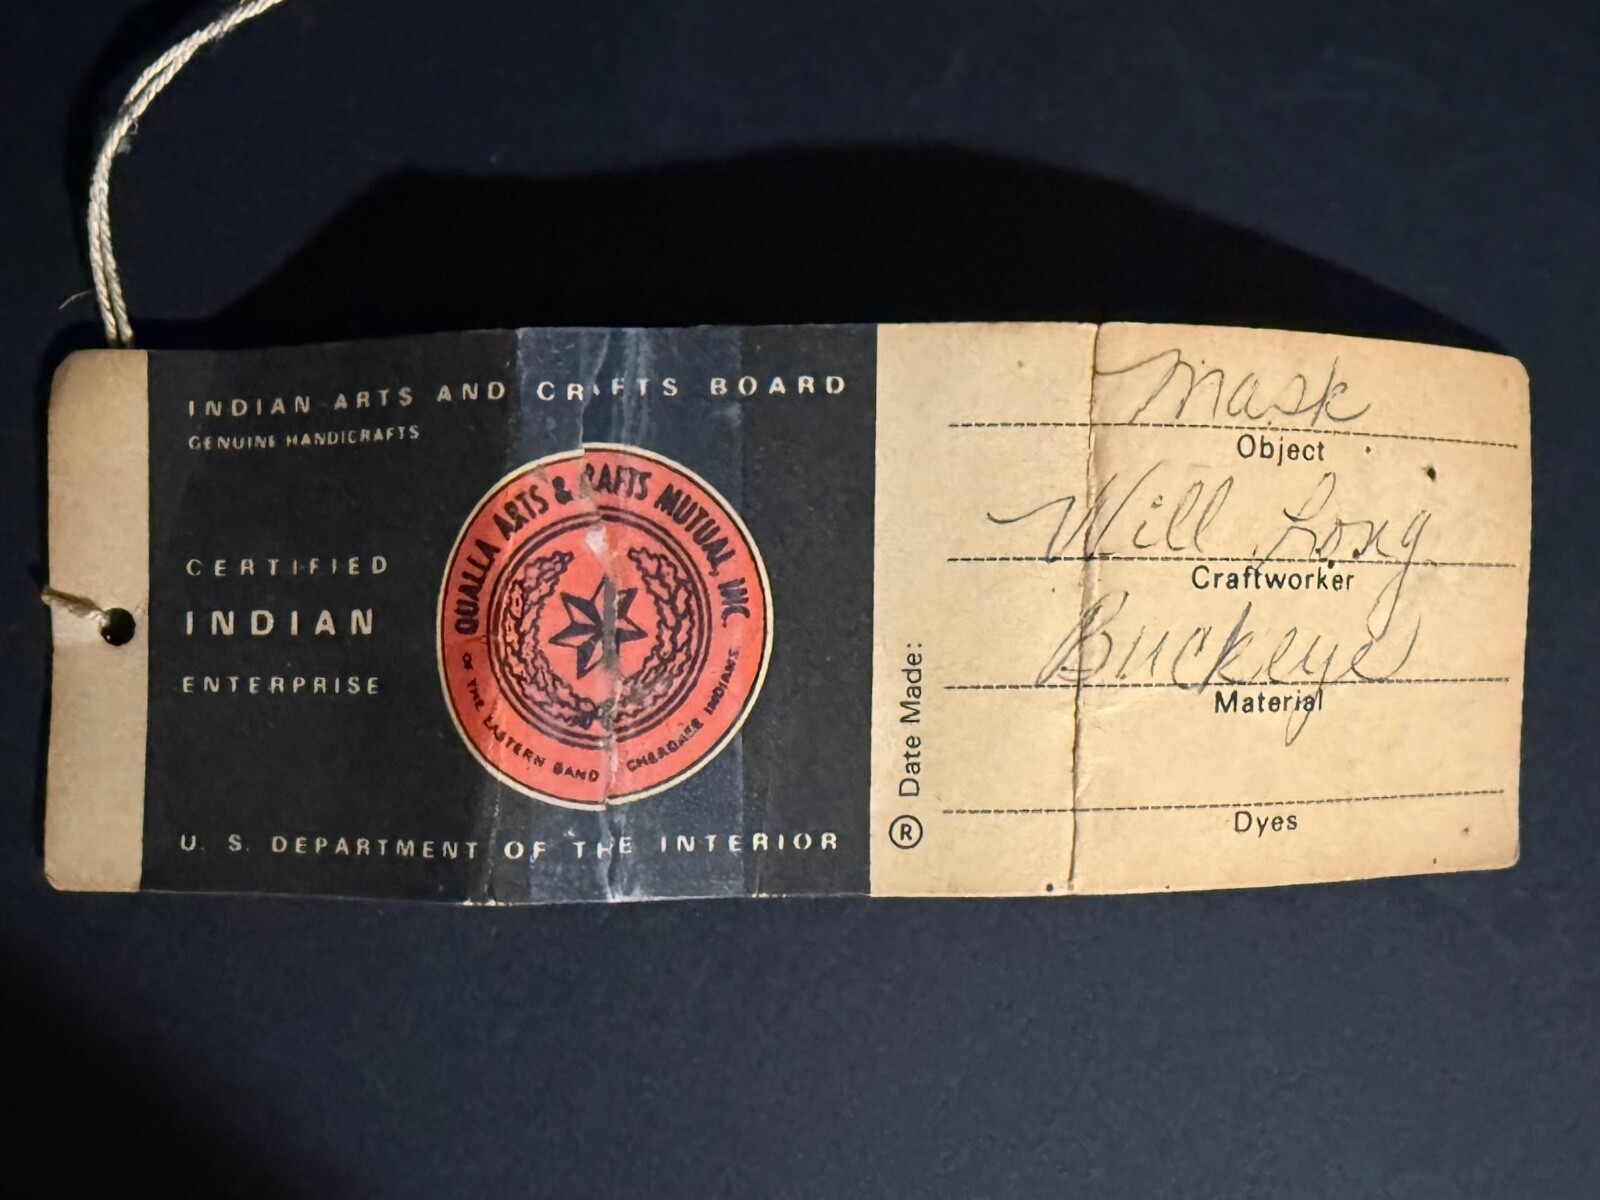 INDIAN ARTS AND CRAFTS BOARD
GENUINE HANDICRAFTS
CERTIFIED
INDIAN
ENTERPRISE
QUALLA ARTS & CRAFTS MUTUAL, INC.
OF THE EASTERN BAND CHEROKEE INDIANS
U. S. DEPARTMENT OF THE INTERIOR
® Date Made:
Mask
Object
Will Long
Craftworker
Buckeye
Material
Dyes